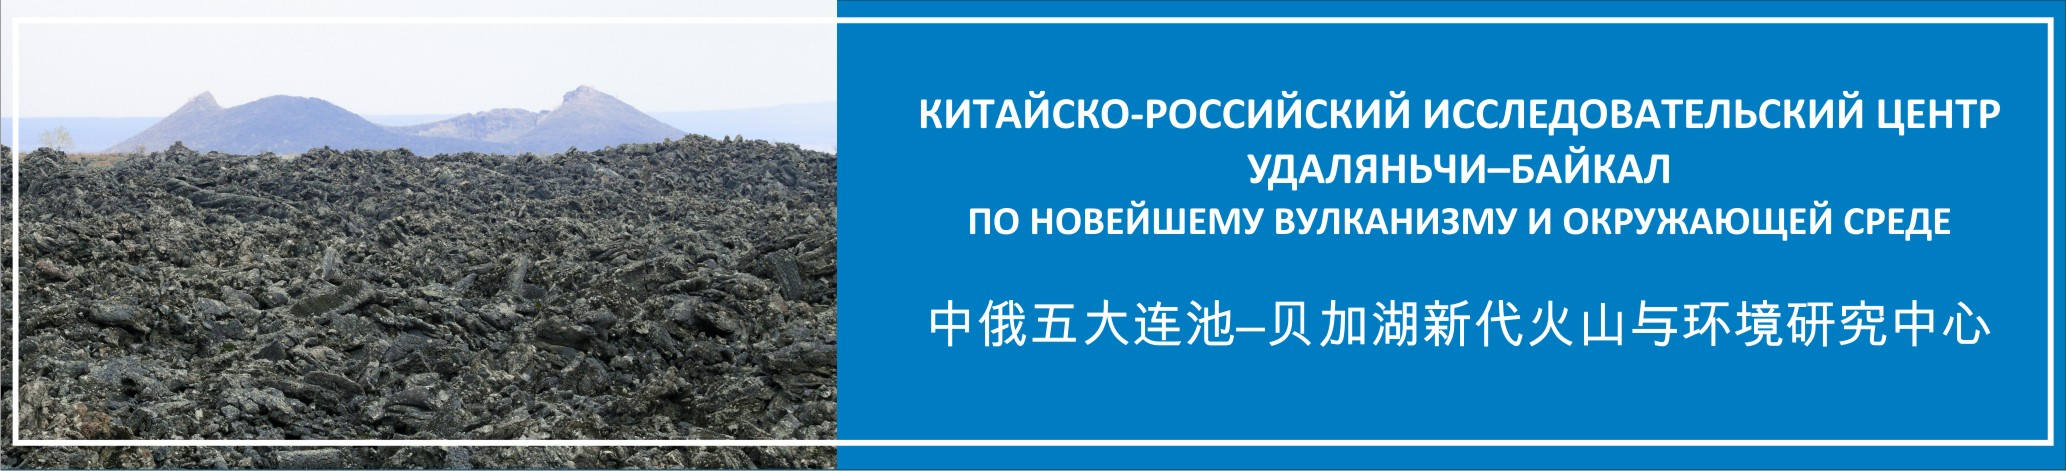 КИТАЙСКО-РОССИЙСКИЙ ИССЛЕДОВАТЕЛЬСКИЙ ЦЕНТР
УДАЛЯНЬЧИ–БАЙКАЛ
ПО НОВЕЙШЕМУ ВУЛКАНИЗМУ И ОКРУЖАЮЩЕЙ СРЕДЕ
中俄五大连池–贝加湖新代火山与环境研究中心